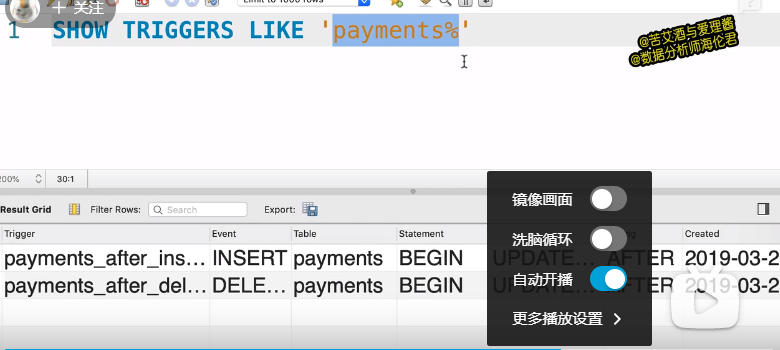 + 关注
Limit to 1000 rows
1 SHOW TRIGGERS LIKE 'payments%'
@苦艾酒与爱理酱
@数据分析师海伦君
200%
30:1
Result Grid Filter Rows: Search Export:
Trigger Event Table Statement Created
payments_after_ins... INSERT payments BEGIN UPDATE... AFTER 2019-03-2
payments_after_del... DELE... payments BEGIN UPDATE... AFTER 2019-03-2
镜像画面
洗脑循环
自动开播
更多播放设置